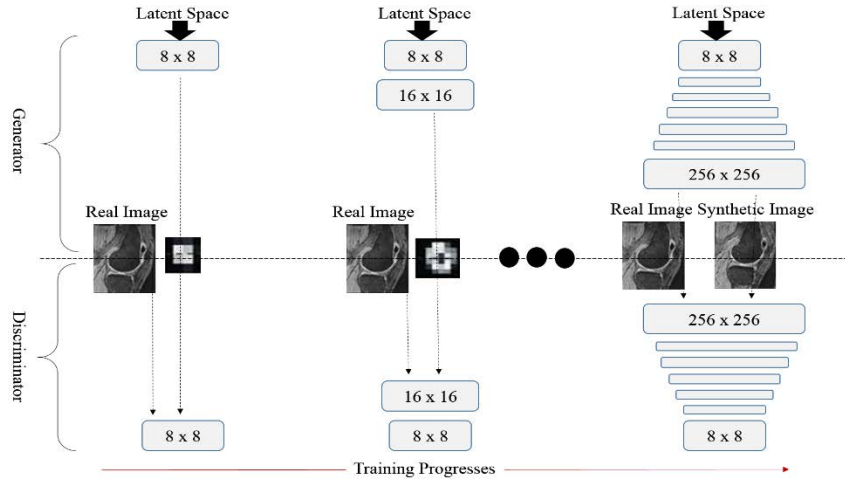 Latent Space
Latent Space
Latent Space
8 x 8
8 x 8
8 x 8
16 x 16
Generator
256 x 256
Real Image
Real Image
Real Image Synthetic Image
Discriminator
256 x 256
16 x 16
8 x 8
8 x 8
8 x 8
Training Progresses